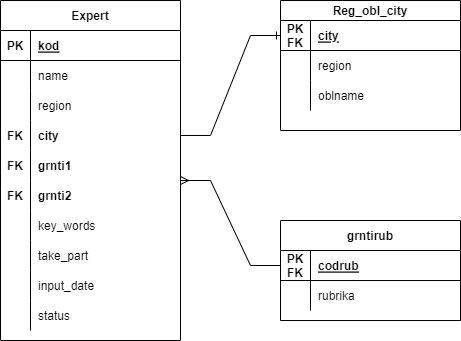 Expert
PK kod
name
region
FK city
FK grnti1
FK grnti2
key_words
take_part
input_date
status
Reg_obl_city
PK
FK city
region
oblname
grntirub
PK
FK codrub
rubrika